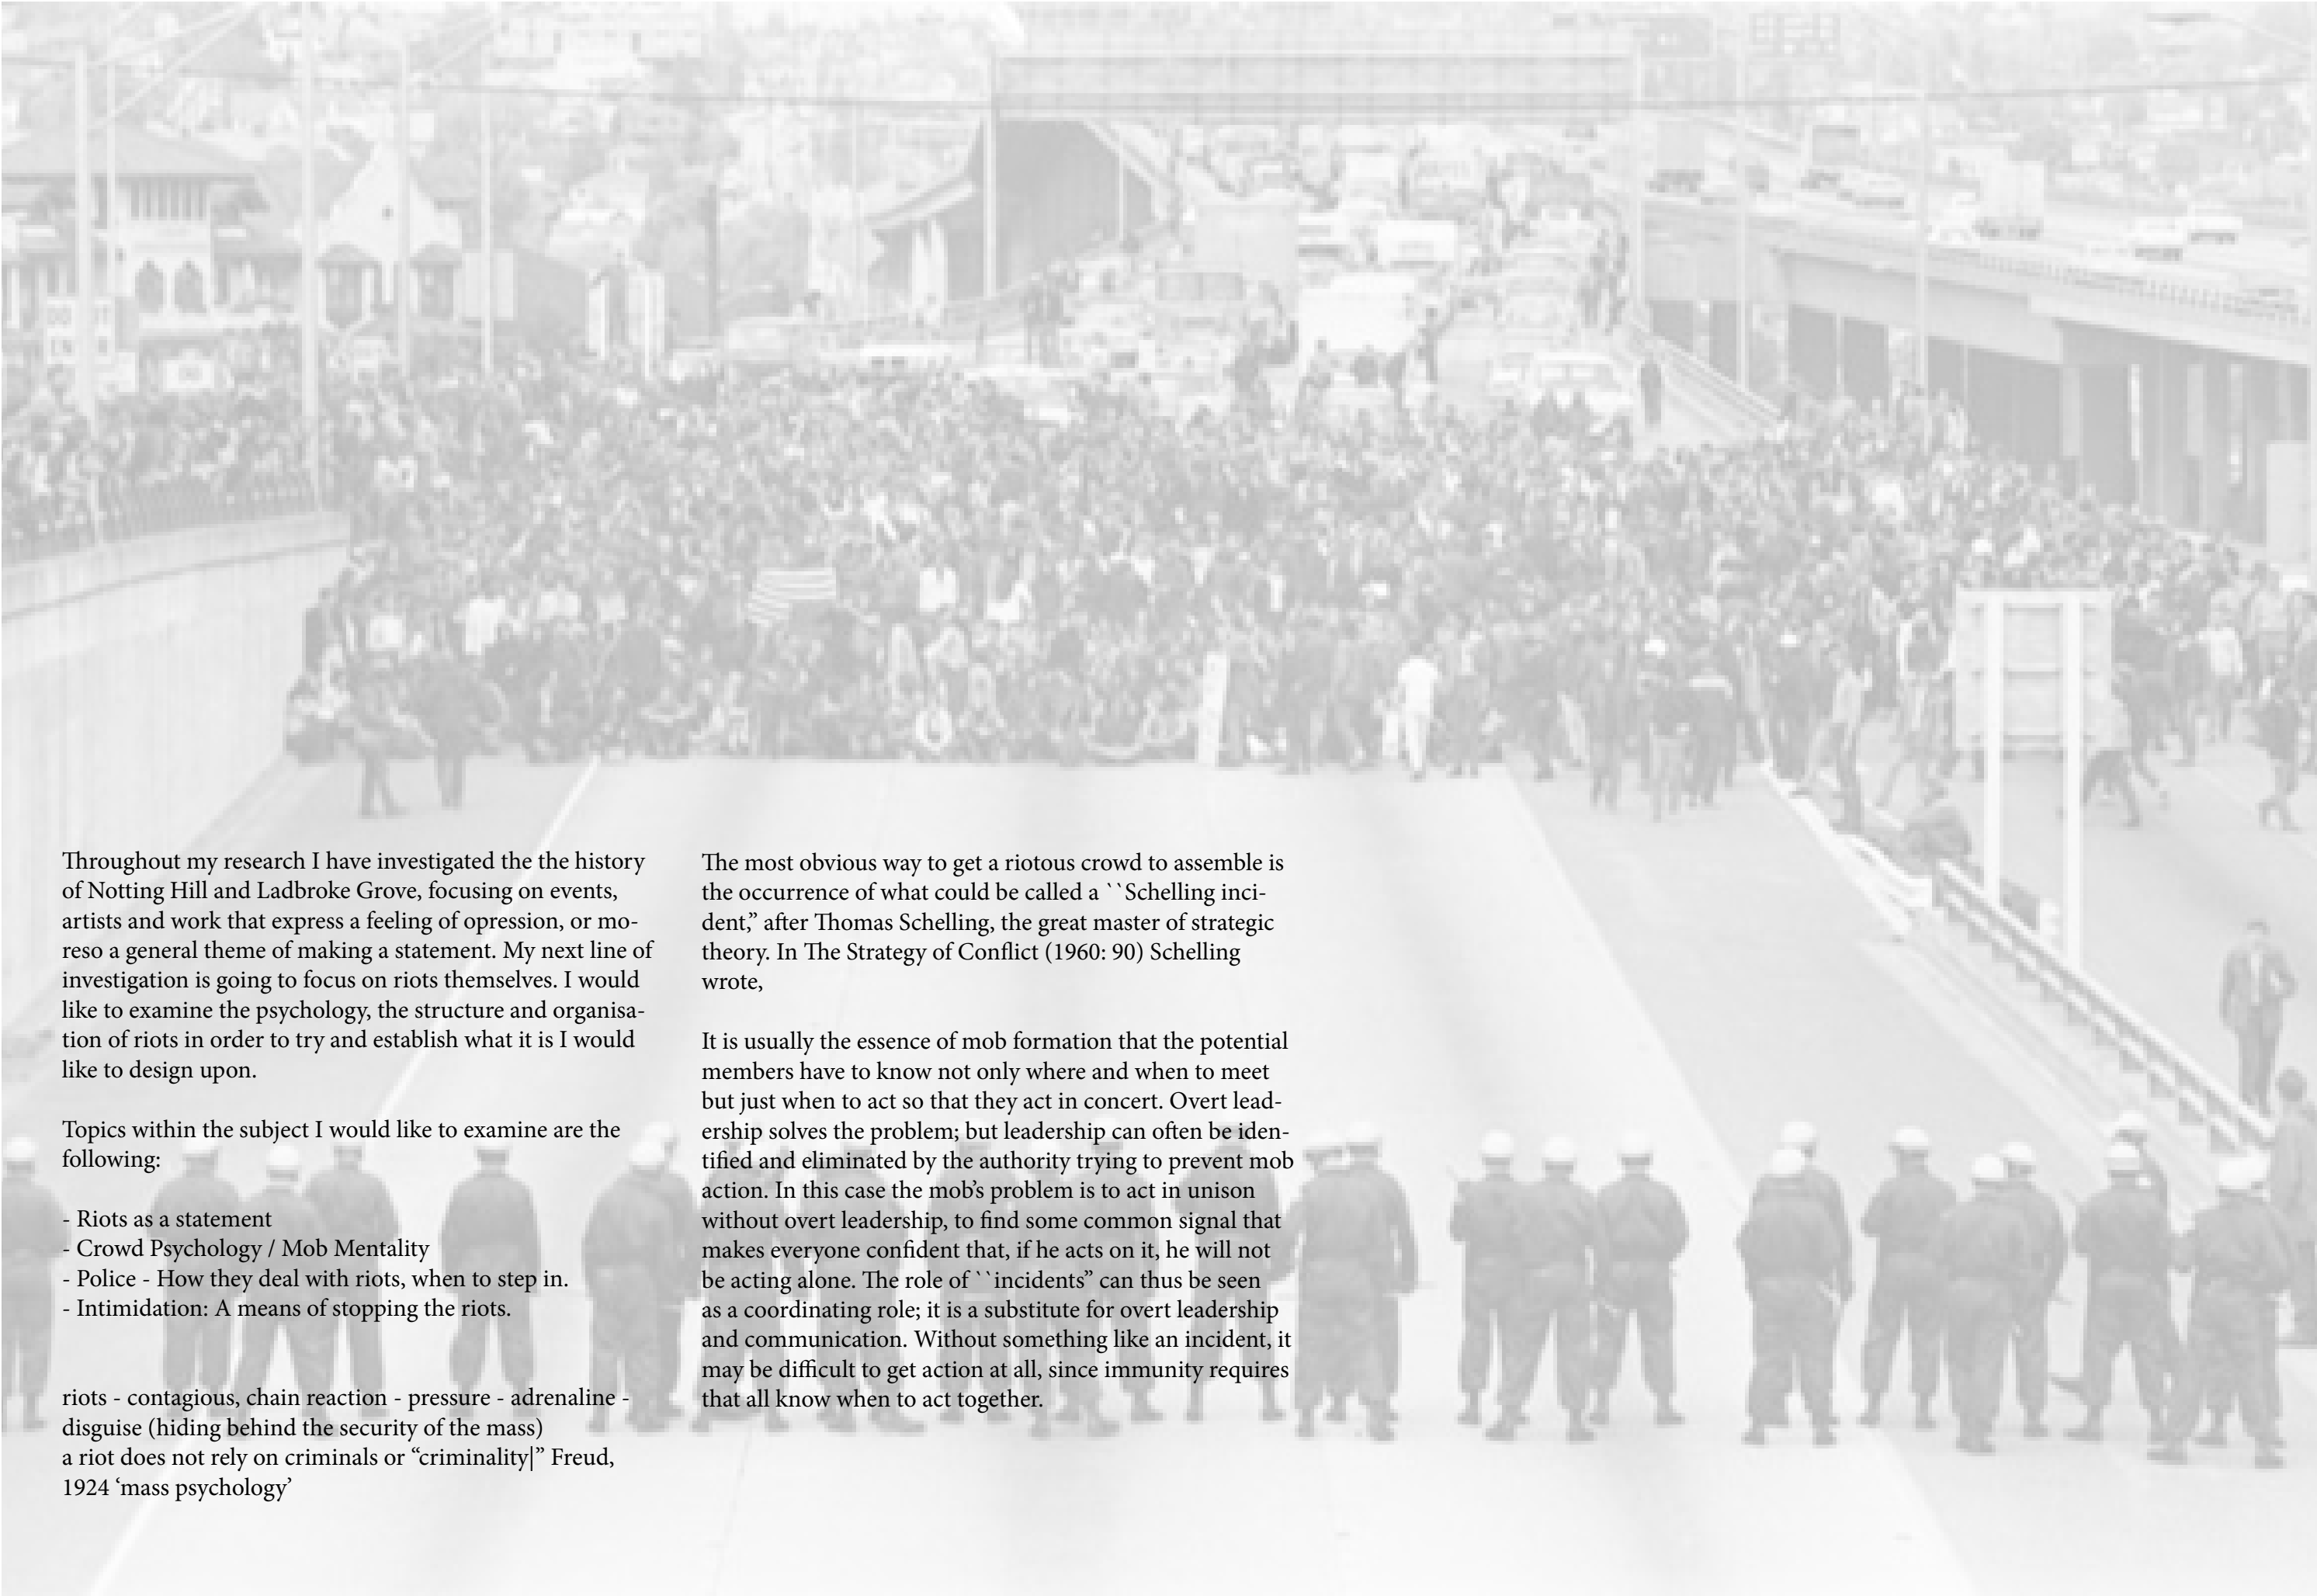 Throughout my research I have investigated the the history
of Notting Hill and Ladbroke Grove, focusing on events,
artists and work that express a feeling of opression, or mo-
reso a general theme of making a statement. My next line of
investigation is going to focus on riots themselves. I would
like to examine the psychology, the structure and organisa-
tion of riots in order to try and establish what it is I would
like to design upon.
Topics within the subject I would like to examine are the
following:
- Riots as a statement
- Crowd Psychology / Mob Mentality
- Police - How they deal with riots, when to step in.
- Intimidation: A means of stopping the riots.
riots - contagious, chain reaction - pressure - adrenaline -
disguise (hiding behind the security of the mass)
a riot does not rely on criminals or “criminality|” Freud,
1924 ‘mass psychology’
The most obvious way to get a riotous crowd to assemble is
the occurrence of what could be called a ``Schelling inci-
dent,” after Thomas Schelling, the great master of strategic
theory. In The Strategy of Conflict (1960: 90) Schelling
wrote,
It is usually the essence of mob formation that the potential
members have to know not only where and when to meet
but just when to act so that they act in concert. Overt lead-
ership solves the problem; but leadership can often be iden-
tified and eliminated by the authority trying to prevent mob
action. In this case the mob’s problem is to act in unison
without overt leadership, to find some common signal that
makes everyone confident that, if he acts on it, he will not
be acting alone. The role of ``incidents” can thus be seen
as a coordinating role; it is a substitute for overt leadership
and communication. Without something like an incident, it
may be difficult to get action at all, since immunity requires
that all know when to act together.